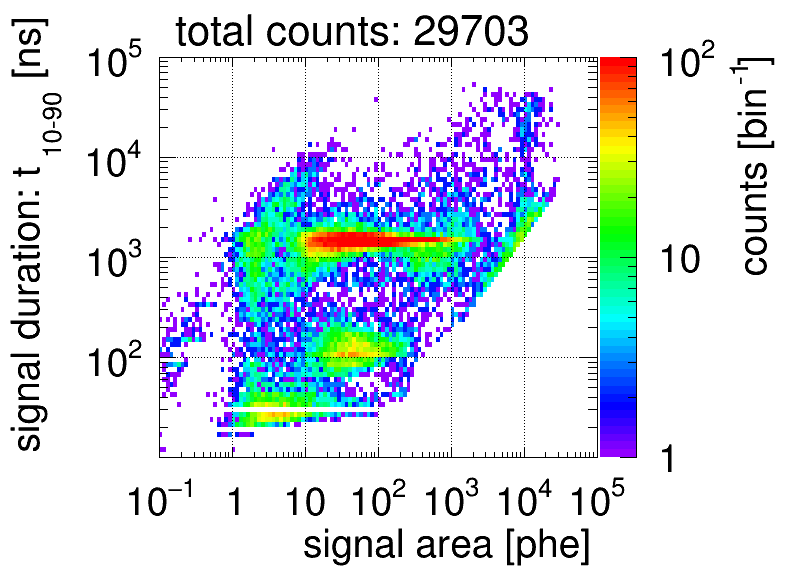 total counts: 29703
signal duration: t 10-90 [ns]
10^5
10^4
10^3
10^2
10^−1 1 10 10^2 10^3 10^4 10^5
signal area [phe]
10^2
10
1
counts [bin^-1]